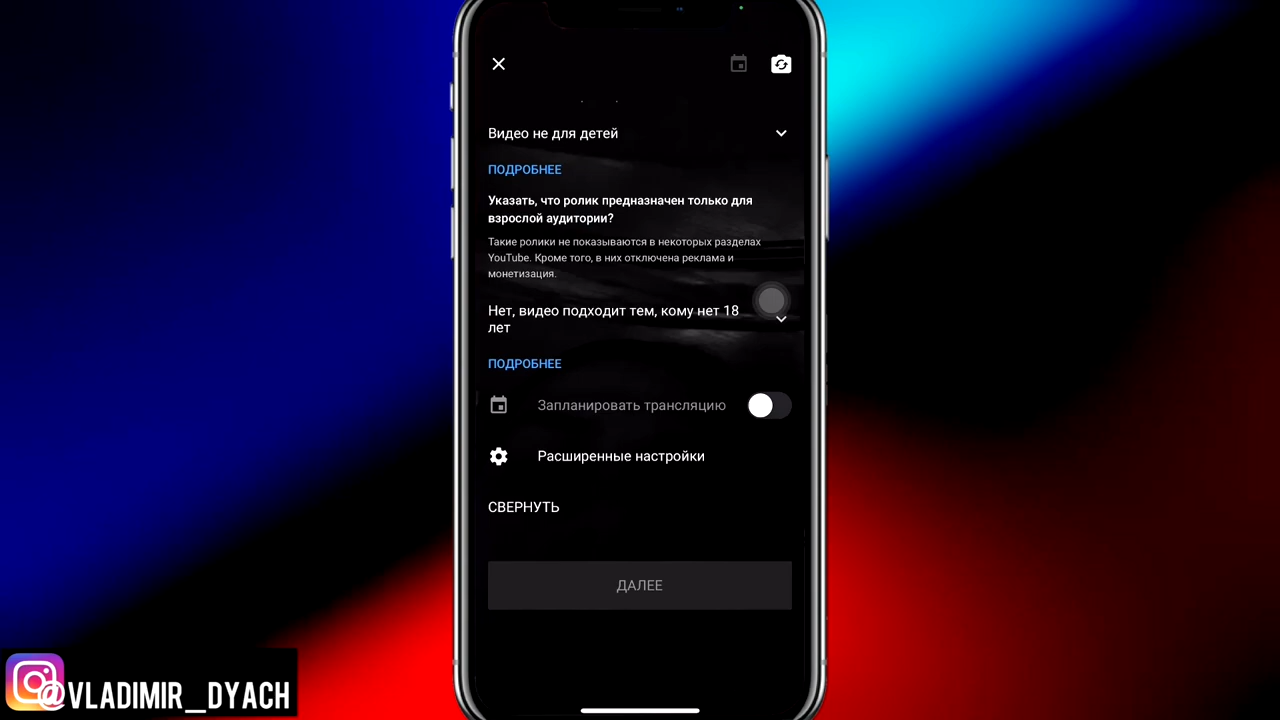 Видео не для детей
ПОДРОБНЕЕ
Указать, что ролик предназначен только для
взрослой аудитории?
Такие ролики не показываются в некоторых разделах
YouTube. Кроме того, в них отключена реклама и
монетизация.
Нет, видео подходит тем, кому нет 18
лет
ПОДРОБНЕЕ
Запланировать трансляцию
Расширенные настройки
СВЕРНУТЬ
ДАЛЕЕ
@VLADIMIR_DYACH